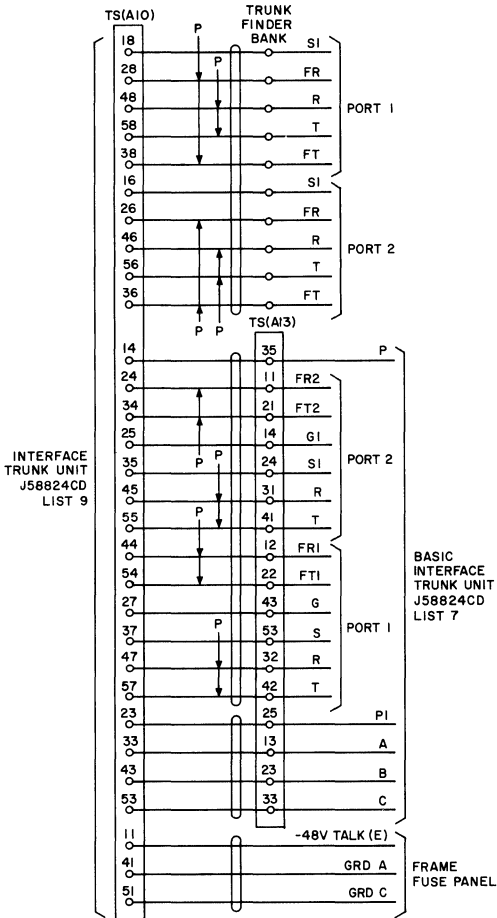 TS(A10)
TRUNK
FINDER
BANK
P
18 S1
P
28 FR
48 R
PORT 1
58 T
38 FT
16 S1
26 FR
46 R
PORT 2
56 T
36 FT
P P
TS(A13)
14 35 P
24 11 FR2
34 21 FT2
25 14 G1
P
35 24 S1
PORT 2
INTERFACE
TRUNK UNIT
J58824CD
LIST 9
P
45 31 R
P
55 41 T
44 12 FR1
54 22 FT1
BASIC
INTERFACE
TRUNK UNIT
J58824CD
LIST 7
27 43 G
P
37 53 S
PORT 1
47 32 R
57 42 T
23 25 P1
33 13 A
43 23 B
53 33 C
11 -48V TALK (E)
41 GRD A
FRAME
FUSE PANEL
51 GRD C